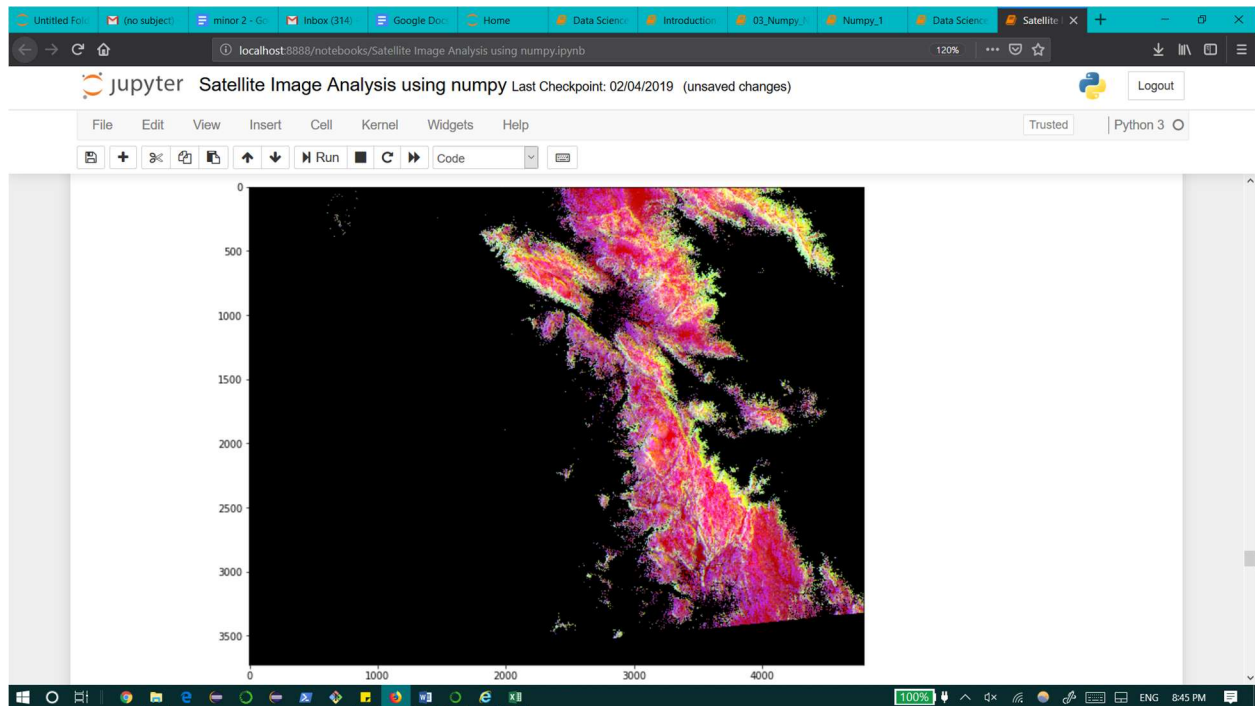 Untitled Fold (no subject) minor 2 - Go Inbox (314) Google Docs Home Data Science Introduction 03_Numpy_N Numpy_1 Data Science Satellite I
localhost:8888/notebooks/Satellite Image Analysis using numpy.ipynb 120%
jupyter Satellite Image Analysis using numpy Last Checkpoint: 02/04/2019 (unsaved changes) Logout
File Edit View Insert Cell Kernel Widgets Help Trusted Python 3
Run Code
0
500
1000
1500
2000
2500
3000
3500
0 1000 2000 3000 4000
100% ENG 8:45 PM